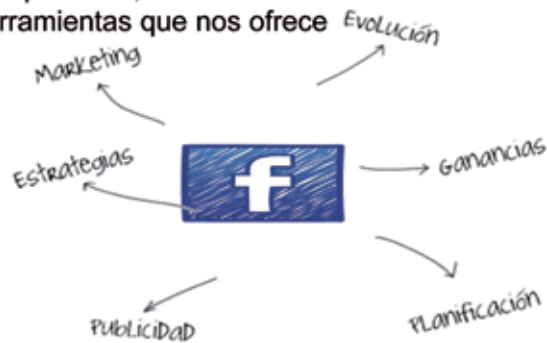 rramientas que nos ofrece
Evolución
Marketing
Estrategias
f
Ganancias
Planificación
Publicidad